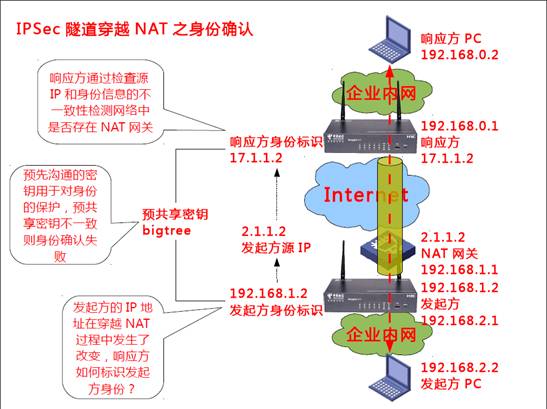 IPSec 隧道穿越 NAT 之身份确认
响应方 PC
192.168.0.2
企业内网
响应方通过检查源
IP 和身份信息的不
一致性检测网络中
是否存在 NAT 网关
192.168.0.1
响应方
17.1.1.2
响应方身份标识
17.1.1.2
预先沟通的密
钥用于对身份
的保护，预共
享密钥不一致
则身份确认失
败
预共享密钥
bigtree
Internet
2.1.1.2
发起方源 IP
2.1.1.2
NAT 网关
192.168.1.1
192.168.1.2
发起方
192.168.2.1
192.168.1.2
发起方身份标识
发起方的 IP 地
址在穿越 NAT
过程中发生了
改变，响应方
如何标识发起
方身份？
企业内网
192.168.2.2
发起方 PC